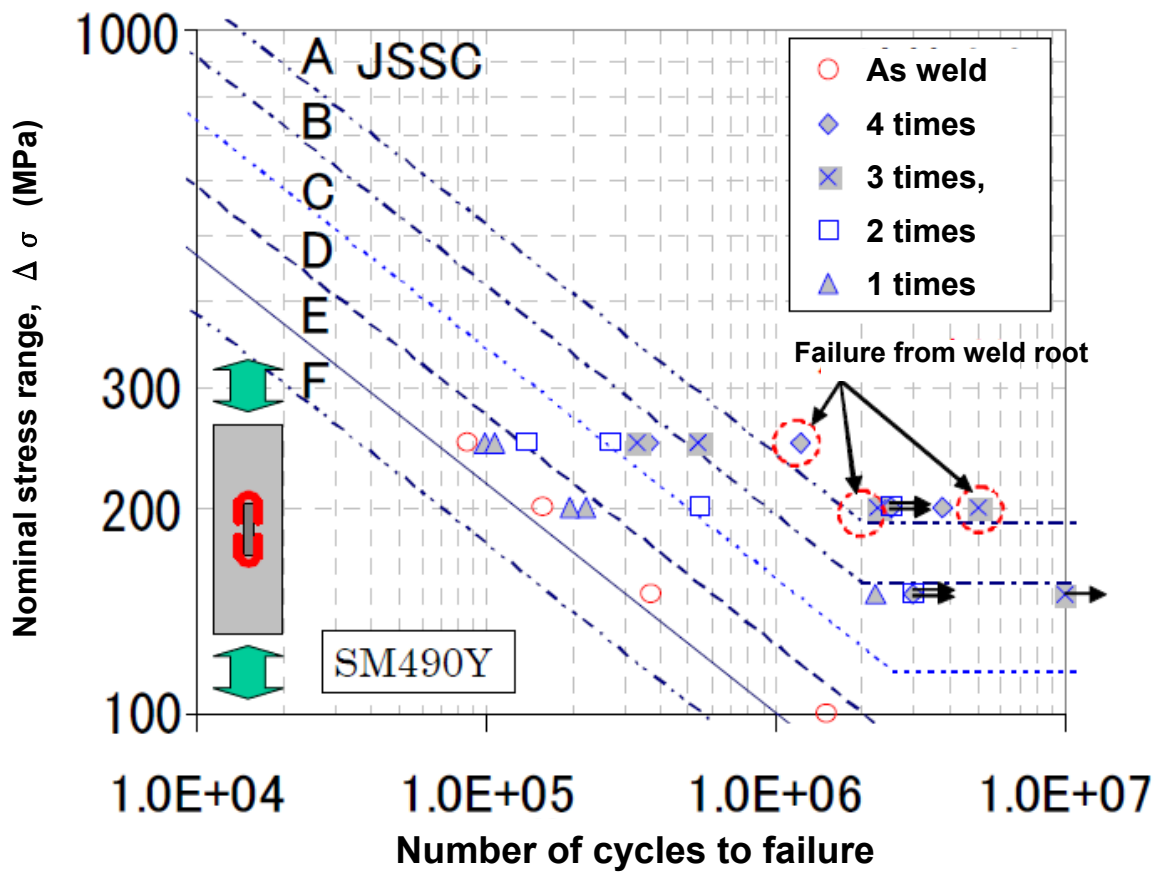 Nominal stress range, Δ σ (MPa)
1000
300
200
100
A JSSC
B
C
D
E
F
As weld
4 times
3 times,
2 times
1 times
Failure from weld root
SM490Y
1.0E+04 1.0E+05 1.0E+06 1.0E+07
Number of cycles to failure